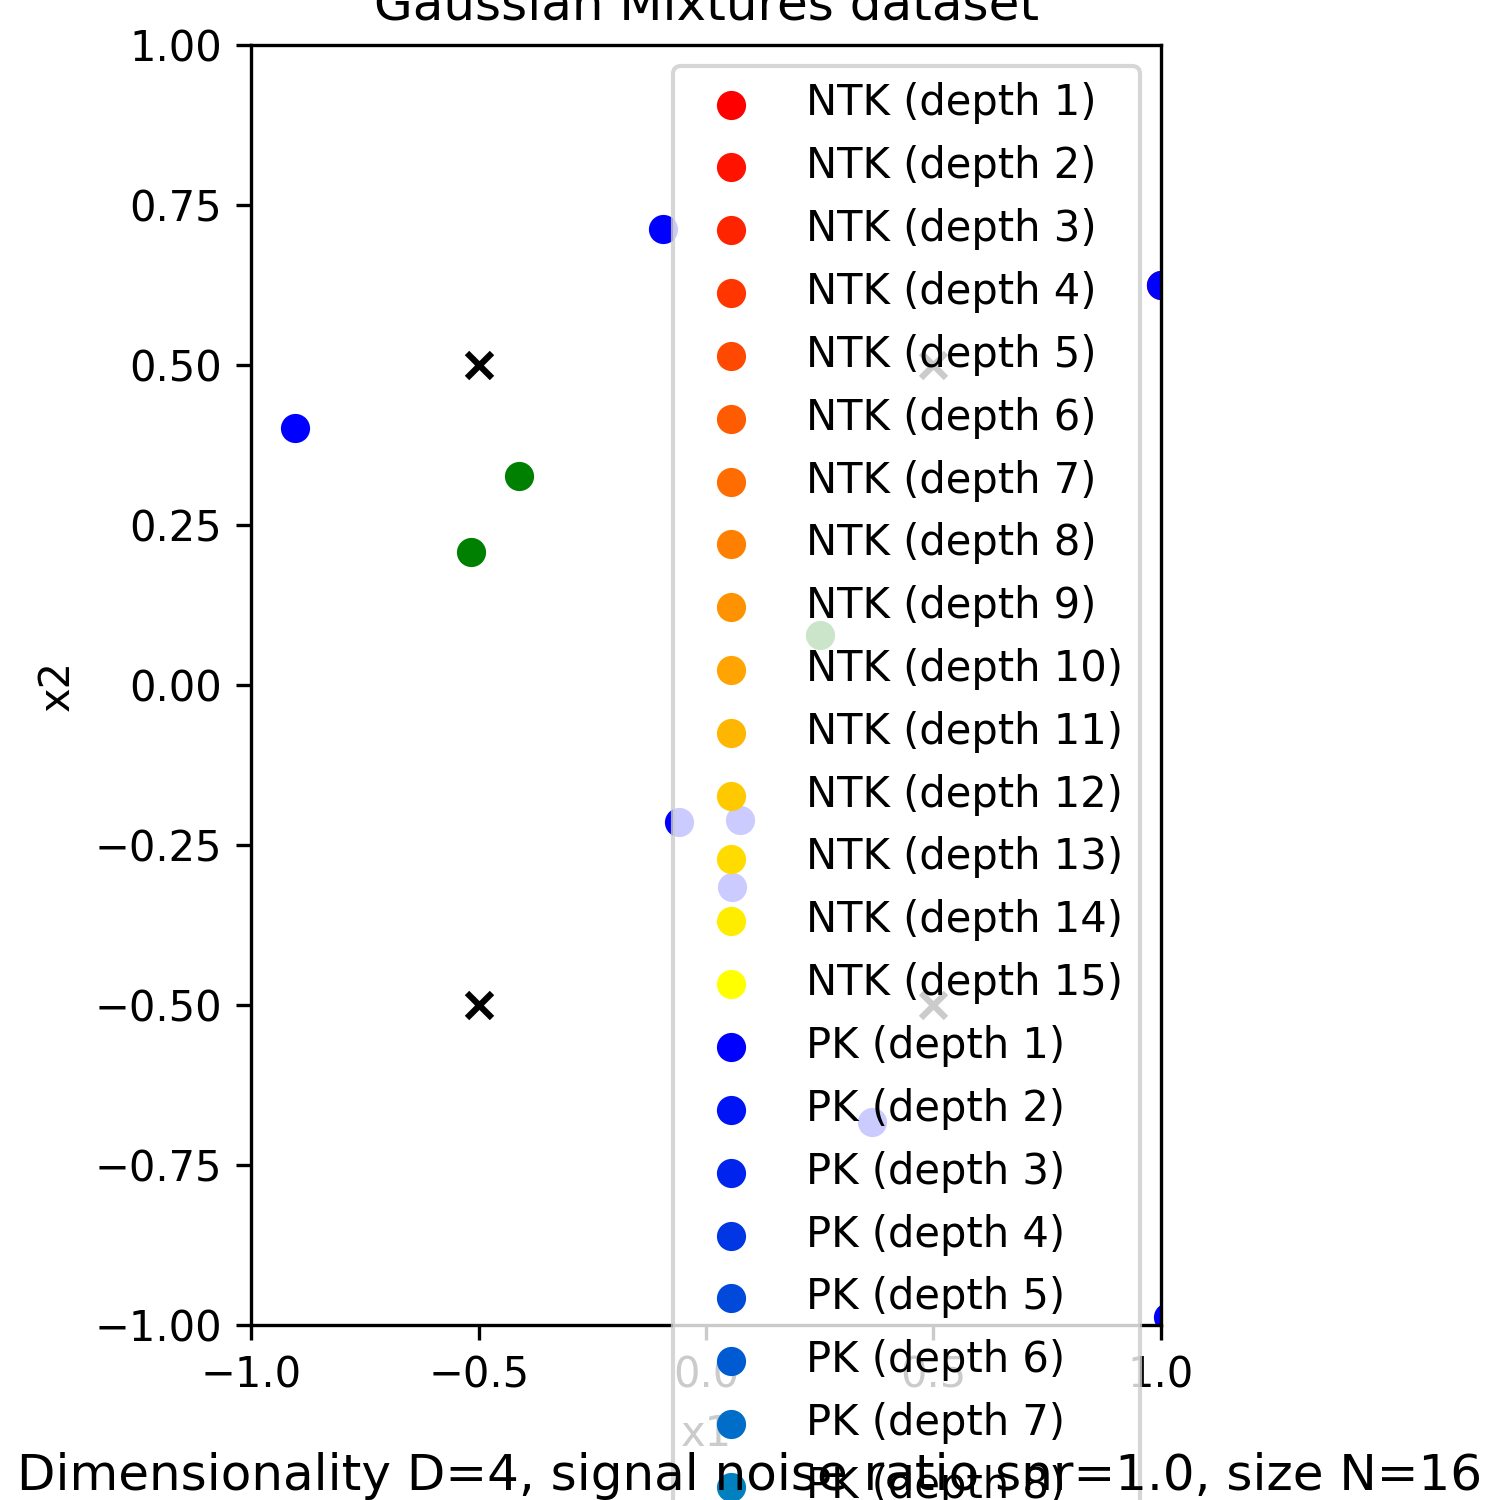 Gaussian Mixtures dataset
1.00
0.75
0.50
0.25
0.00
−0.25
−0.50
−0.75
−1.00
x2
NTK (depth 1)
NTK (depth 2)
NTK (depth 3)
NTK (depth 4)
NTK (depth 5)
NTK (depth 6)
NTK (depth 7)
NTK (depth 8)
NTK (depth 9)
NTK (depth 10)
NTK (depth 11)
NTK (depth 12)
NTK (depth 13)
NTK (depth 14)
NTK (depth 15)
PK (depth 1)
PK (depth 2)
PK (depth 3)
PK (depth 4)
PK (depth 5)
PK (depth 6)
PK (depth 7)
PK (depth 8)
−1.0 −0.5 0.0 0.5 1.0
x1
Dimensionality D=4, signal noise ratio snr=1.0, size N=16